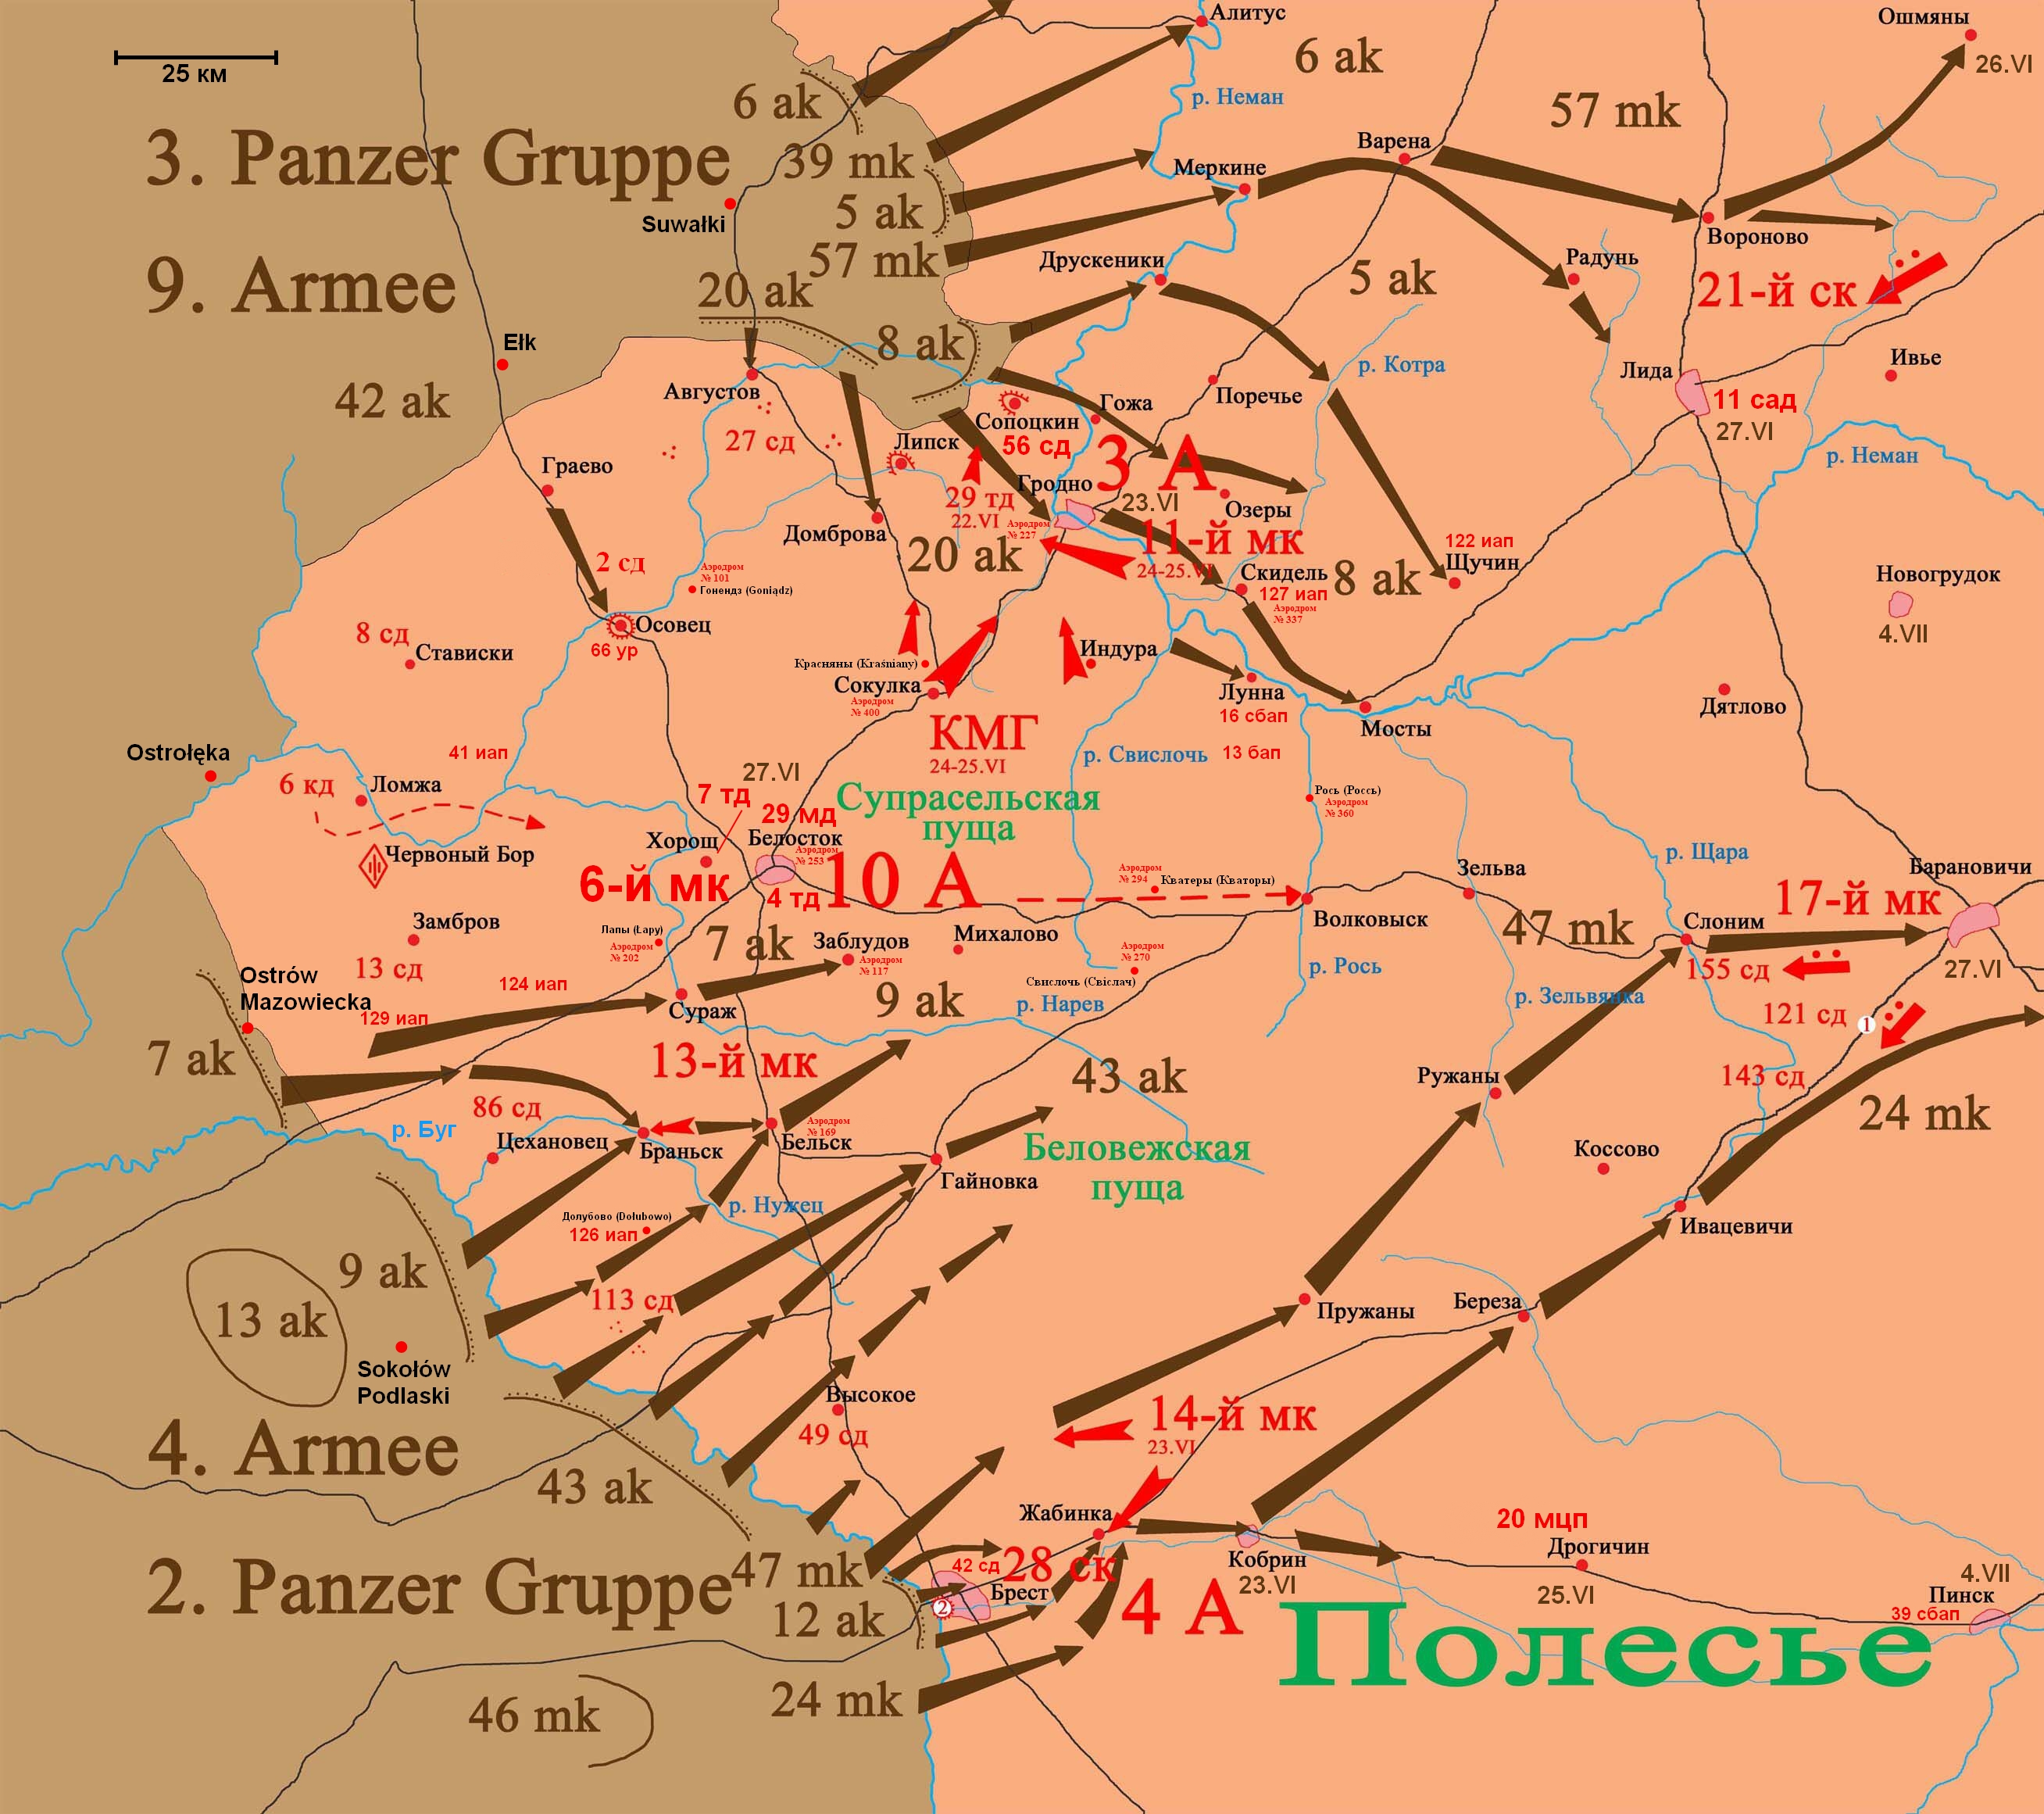 Алитус
Ошмяны
6 ak
26.VI
25 км
6 ak
р. Неман
57 mk
3. Panzer Gruppe
39 mk
Варена
Меркине
5 ak
Suwałki
57 mk
Вороново
9. Armee
20 ak
Друскеники
5 ak
Радунь
21-й ск
8 ak
Ełk
р. Котра
Ивье
42 ak
Августов
Поречье
Лида
11 сад
27.VI
Гожа
Сопоцкин
27 сд
Липск
56 сд
3 А
р. Неман
Граево
29 тд
22.VI
Гродно
23.VI
Озеры
Аэродром
№ 227
Домброва
20 ak
11-й мк
24-25.VI
122 иап
Щучин
2 сд
Аэродром
№ 101
Гонендз (Goniądz)
Скидель
127 иап
8 ak
Аэродром
№ 337
Новогрудок
4.VII
Осовец
66 ур
8 сд
Стависки
Красняны (Kraśniany)
Индура
Сокулка
Аэродром
№ 400
Лунна
16 сбап
Дятлово
Мосты
КМГ
24-25.VI
Ostrołęka
41 иап
р. Свислочь
13 бап
27.VI
6 кд
Ломжа
7 тд
29 мд
Супрасельская
пуща
Рось (Россь)
Аэродром
№ 360
Хорощ
Белосток
Аэродром
№ 253
Червоный Бор
р. Щара
Барановичи
6-й мк
4 тд
10 А
Аэродром
№ 294
Кватеры (Кваторы)
Зельва
17-й мк
Замбров
Лапы (Łapy)
Аэродром
№ 202
7 ak
Заблудов
Аэродром
№ 117
Михалово
Волковыск
47 mk
Слоним
13 сд
Аэродром
№ 270
Свислочь (Свіслач)
р. Рось
155 сд
27.VI
Ostrów
Mazowiecka
124 иап
129 иап
Сураж
9 ak
р. Нарев
р. Зельвянка
121 сд
1
7 ak
13-й мк
43 ak
Ружаны
143 сд
24 mk
86 сд
р. Буг
Цехановец
Браньск
Аэродром
№ 169
Бельск
Беловежская
пуща
Коссово
Гайновка
р. Нужец
Долубово (Dołubowo)
126 иап
Ивацевичи
9 ak
13 ak
113 сд
Пружаны
Береза
Sokołów
Podlaski
Высокое
49 сд
14-й мк
23.VI
4. Armee
43 ak
Жабинка
20 мцп
Дрогичин
25.VI
Кобрин
23.VI
2. Panzer Gruppe
47 mk
42 сд
28 ск
Брест
2
4 А
4.VII
Пинск
39 сбап
12 ak
Полесье
46 mk
24 mk